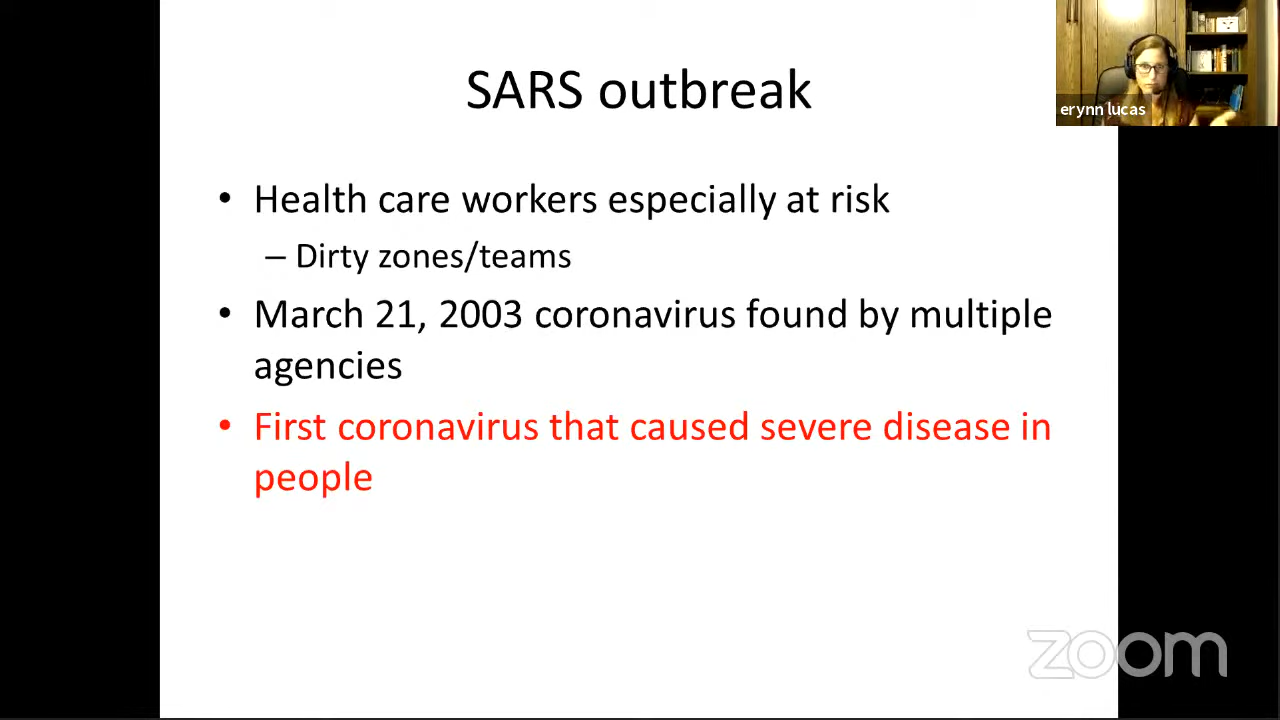 SARS outbreak
erynn lucas
• Health care workers especially at risk
– Dirty zones/teams
• March 21, 2003 coronavirus found by multiple
agencies
• First coronavirus that caused severe disease in
people
zoom